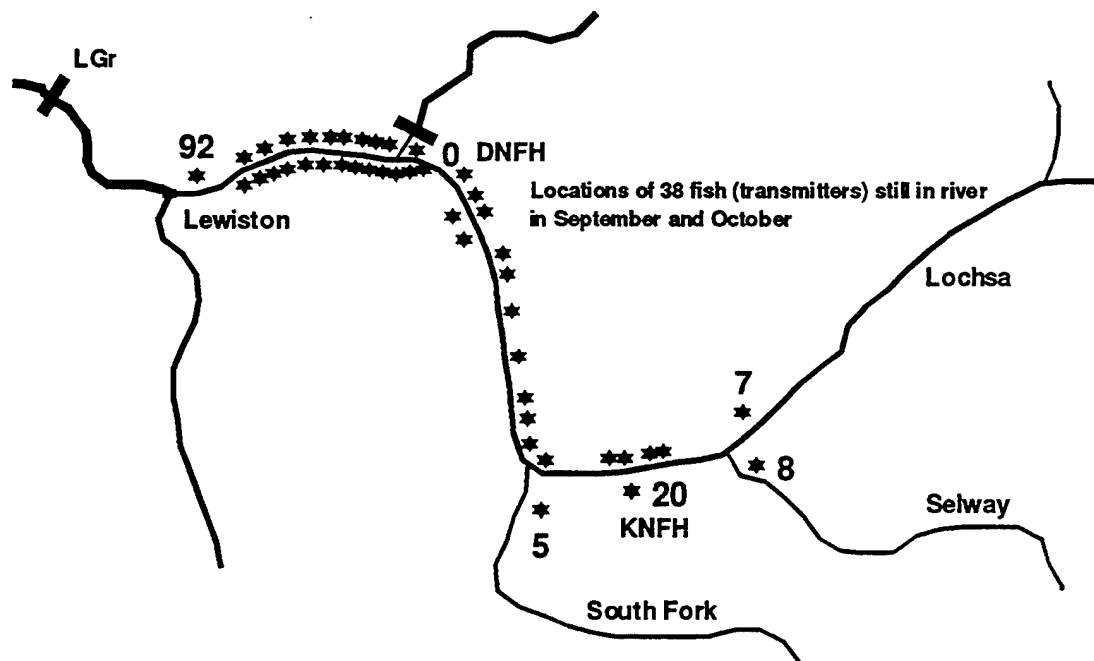 LGr
92
0 DNFH
Locations of 38 fish (transmitters) still in river
in September and October
Lewiston
Lochsa
7
8
20
KNFH
Selway
5
South Fork